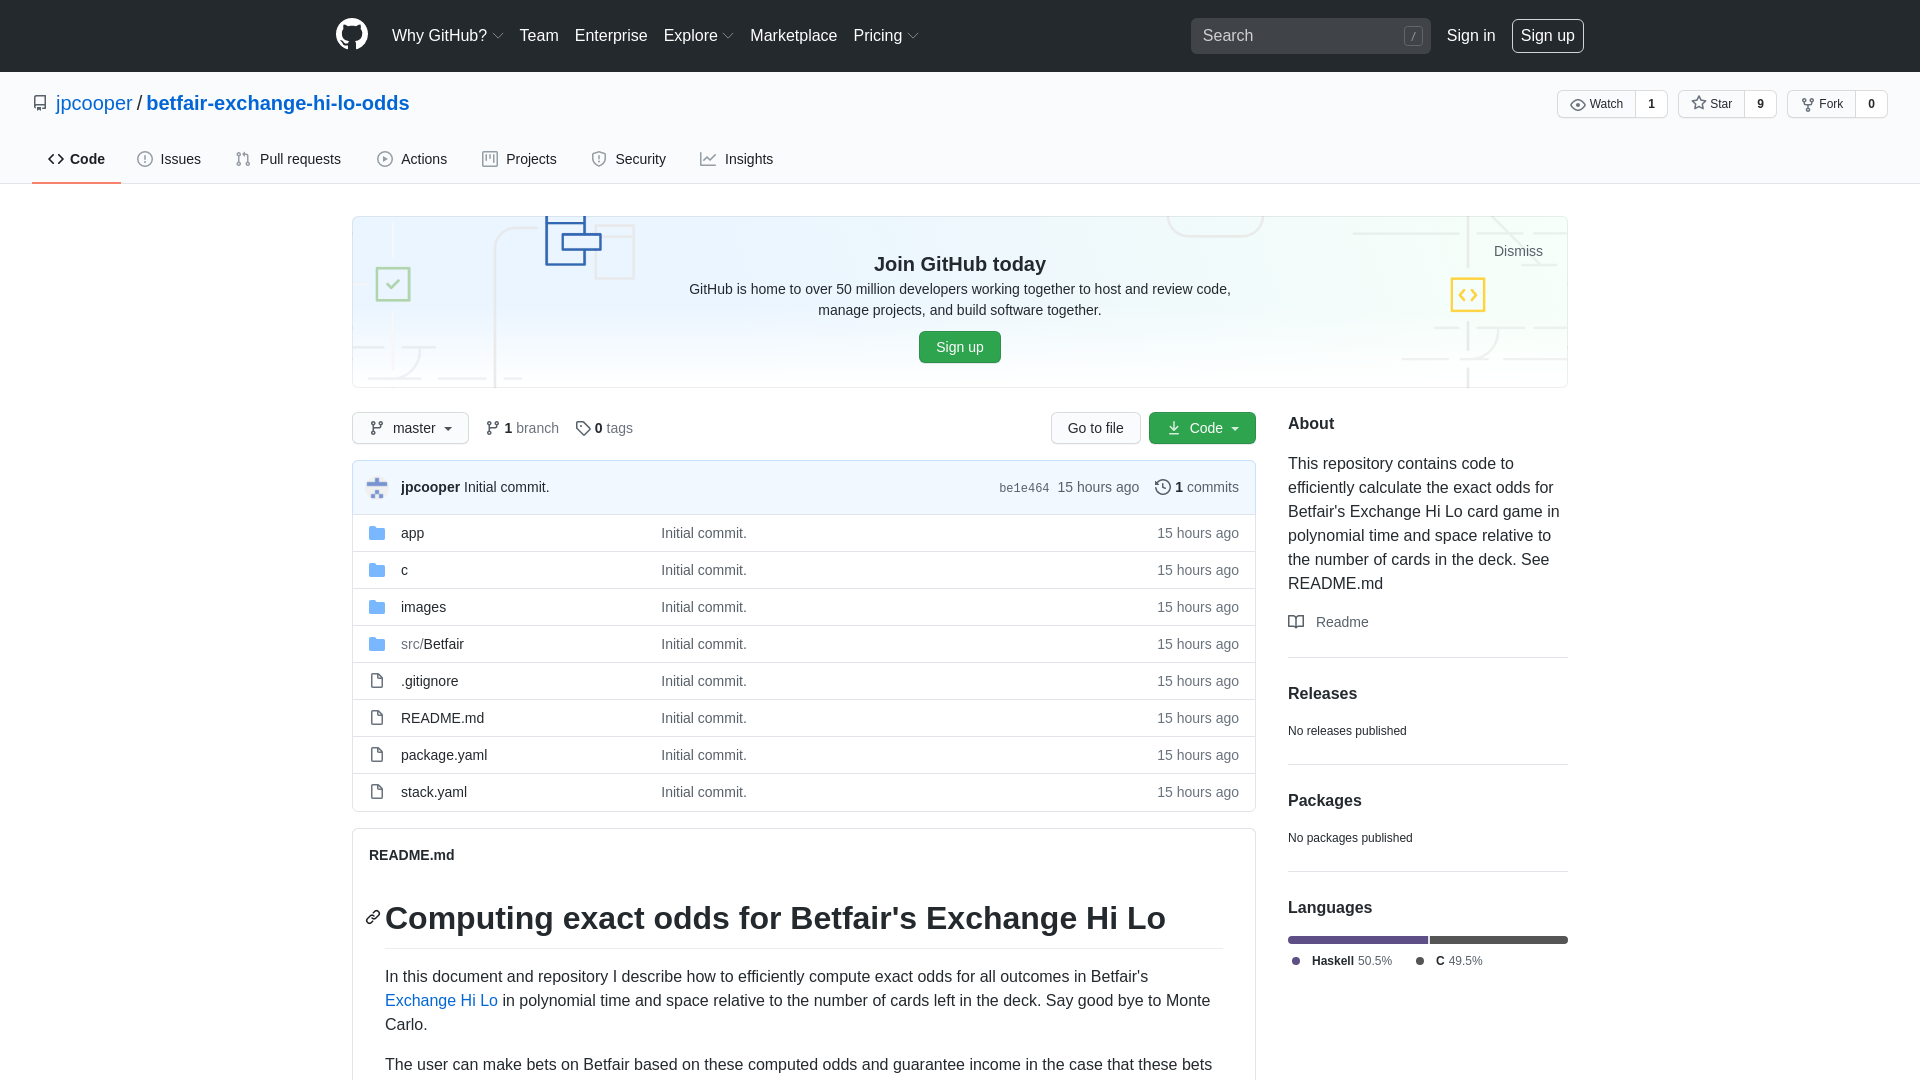 Why GitHub? Team Enterprise Explore Marketplace Pricing Search / Sign in Sign up
jpcooper / betfair-exchange-hi-lo-odds Watch 1 Star 9 Fork 0
Code Issues Pull requests Actions Projects Security Insights
Dismiss
Join GitHub today
GitHub is home to over 50 million developers working together to host and review code,
manage projects, and build software together.
Sign up
master 1 branch 0 tags Go to file Code
jpcooper Initial commit. be1e464 15 hours ago 1 commits
app Initial commit. 15 hours ago
c Initial commit. 15 hours ago
images Initial commit. 15 hours ago
src/Betfair Initial commit. 15 hours ago
.gitignore Initial commit. 15 hours ago
README.md Initial commit. 15 hours ago
package.yaml Initial commit. 15 hours ago
stack.yaml Initial commit. 15 hours ago
README.md
Computing exact odds for Betfair's Exchange Hi Lo
In this document and repository I describe how to efficiently compute exact odds for all outcomes in Betfair's
Exchange Hi Lo in polynomial time and space relative to the number of cards left in the deck. Say good bye to Monte
Carlo.
The user can make bets on Betfair based on these computed odds and guarantee income in the case that these bets
About
This repository contains code to
efficiently calculate the exact odds for
Betfair's Exchange Hi Lo card game in
polynomial time and space relative to
the number of cards in the deck. See
README.md
Readme
Releases
No releases published
Packages
No packages published
Languages
Haskell 50.5% C 49.5%